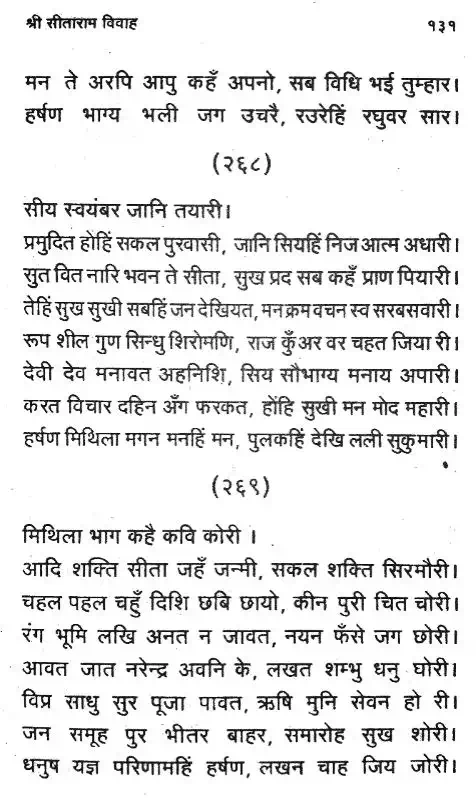 श्री सीताराम विवाह १३१
मन ते अरपि आपु कहँ अपनो, सब विधि भई तुम्हार।
हर्षण भाग्य भली जग उचरै, रउरेहिं रघुवर सार।
(२६८)
सीय स्वयंबर जानि तयारी।
प्रमुदित होहिं सकल पुरवासी, जानि सियहिं निज आत्म अधारी।
सुत वित नारि भवन ते सीता, सुख प्रद सब कहँ प्राण पियारी।
तेहिं सुख सुखी सबहिं जन देखियत, मन क्रम वचन स्व सरबसवारी।
रूप शील गुण सिन्धु शिरोमणि, राज कुँअर वर चहत जिया री।
देवी देव मनावत अहनिशि, सिय सौभाग्य मनाय अपारी।
करत विचार दहिन अँग फरकत, होंहि सुखी मन मोद महारी।
हर्षण मिथिला मगन मनहिं मन, पुलकहिं देखि लली सुकुमारी।
(२६९)
मिथिला भाग कहै कवि कोरी ।
आदि शक्ति सीता जहँ जन्मी, सकल शक्ति सिरमौरी।
चहल पहल चहुँ दिशि छबि छायो, कीन पुरी चित चोरी।
रंग भूमि लखि अनत न जावत, नयन फँसे जग छोरी।
आवत जात नरेन्द्र अवनि के, लखत शम्भु धनु घोरी।
विप्र साधु सुर पूजा पावत, ऋषि मुनि सेवन हो री।
जन समूह पुर भीतर बाहर, समारोह सुख शोरी।
धनुष यज्ञ परिणामहिं हर्षण, लखन चाह जिय जोरी।